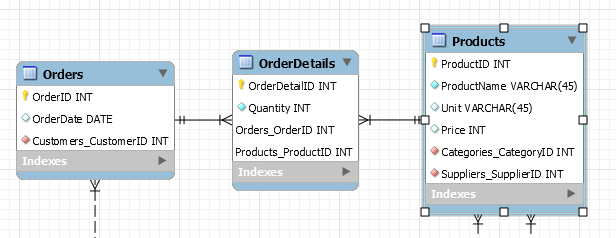 Orders
OrderID INT
OrderDate DATE
Customers_CustomerID INT
Indexes
OrderDetails
OrderDetailID INT
Quantity INT
Orders_OrderID INT
Products_ProductID INT
Indexes
Products
ProductID INT
ProductName VARCHAR(45)
Unit VARCHAR(45)
Price INT
Categories_CategoryID INT
Suppliers_SupplierID INT
Indexes